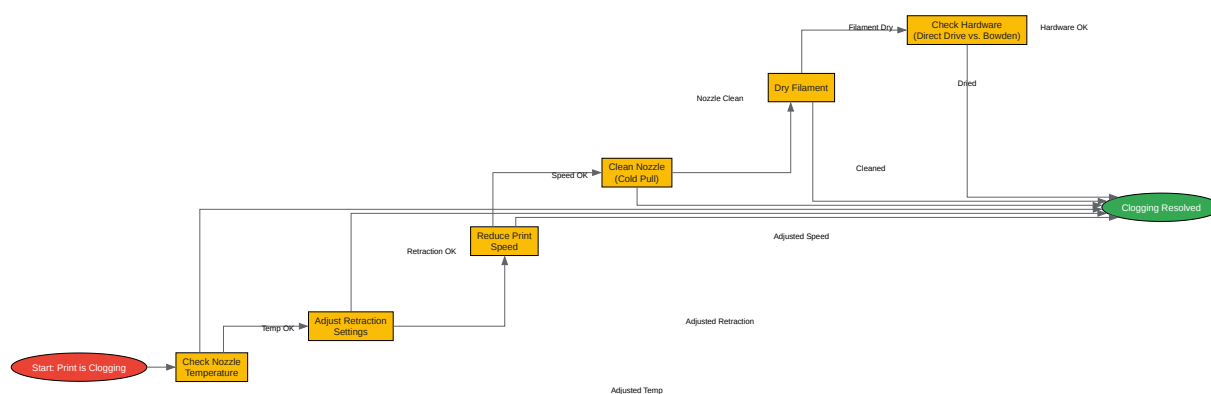 Filament Dry
Check Hardware
(Direct Drive vs. Bowden)
Hardware OK
Dry Filament
Dried
Nozzle Clean
Clean Nozzle
(Cold Pull)
Speed OK
Cleaned
Clogging Resolved
Reduce Print
Speed
Adjusted Speed
Retraction OK
Adjust Retraction
Settings
Temp OK
Adjusted Retraction
Start: Print is Clogging
Check Nozzle
Temperature
Adjusted Temp